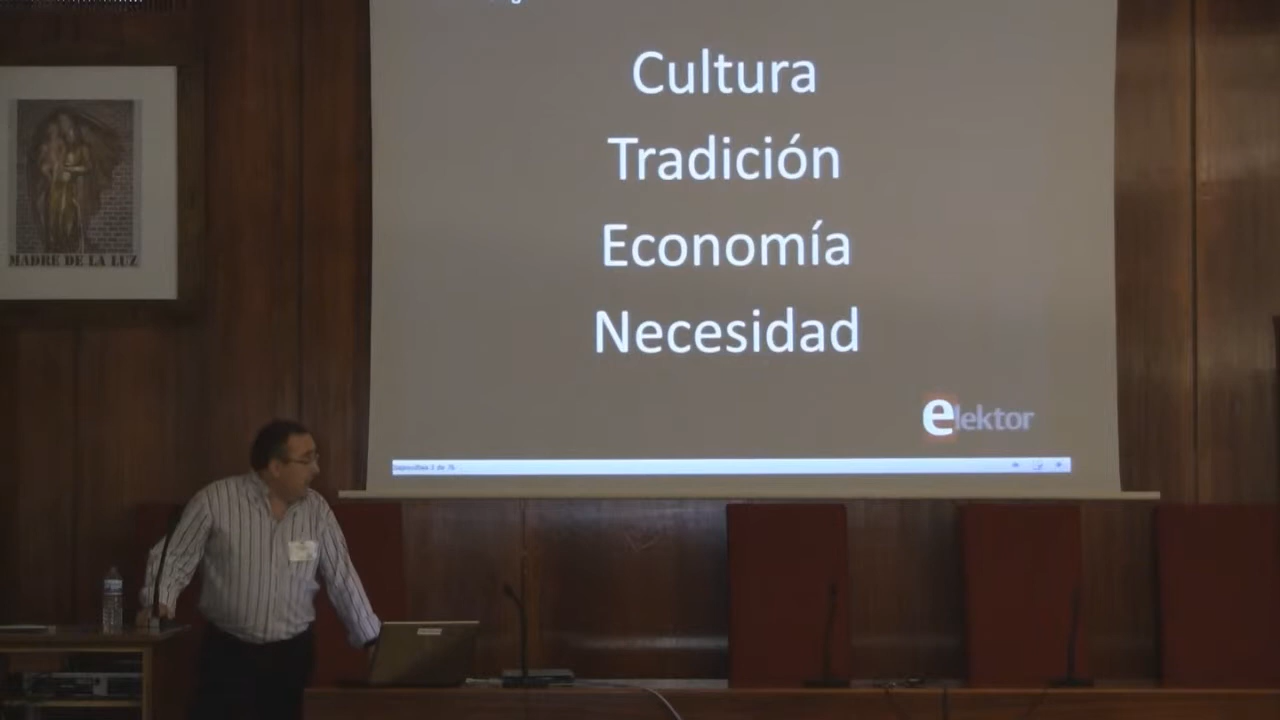 Cultura
Tradición
Economía
Necesidad
elektor
MADRE DE LA LUZ